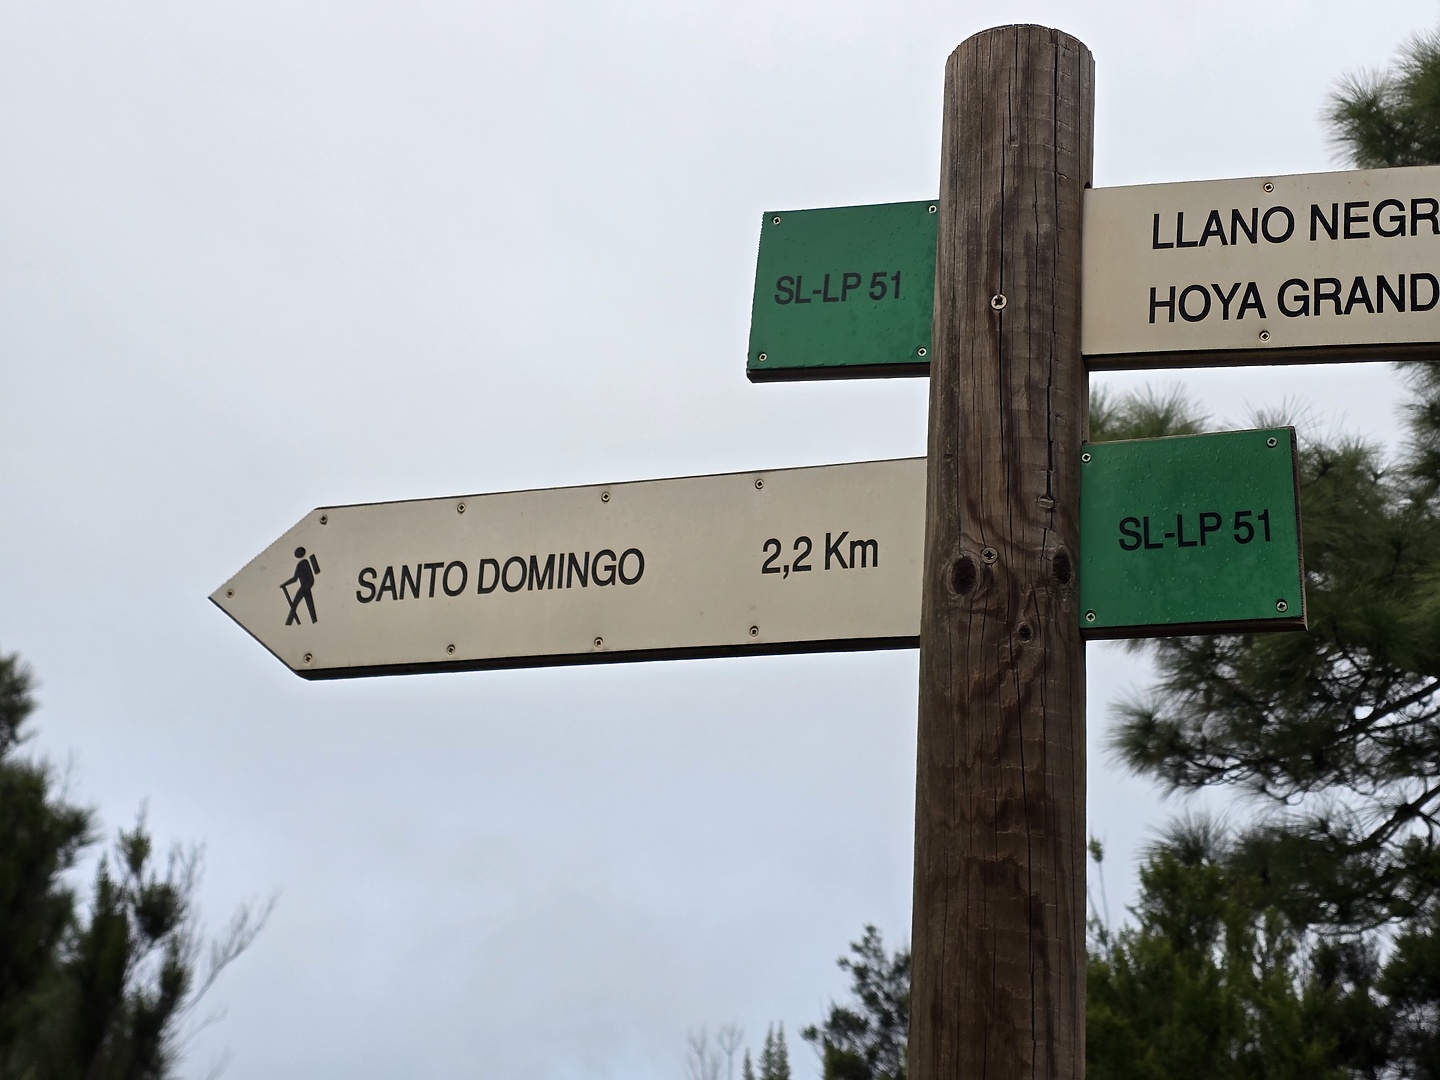 SL-LP 51
LLANO NEGR
HOYA GRAND
SANTO DOMINGO 2,2 Km
SL-LP 51